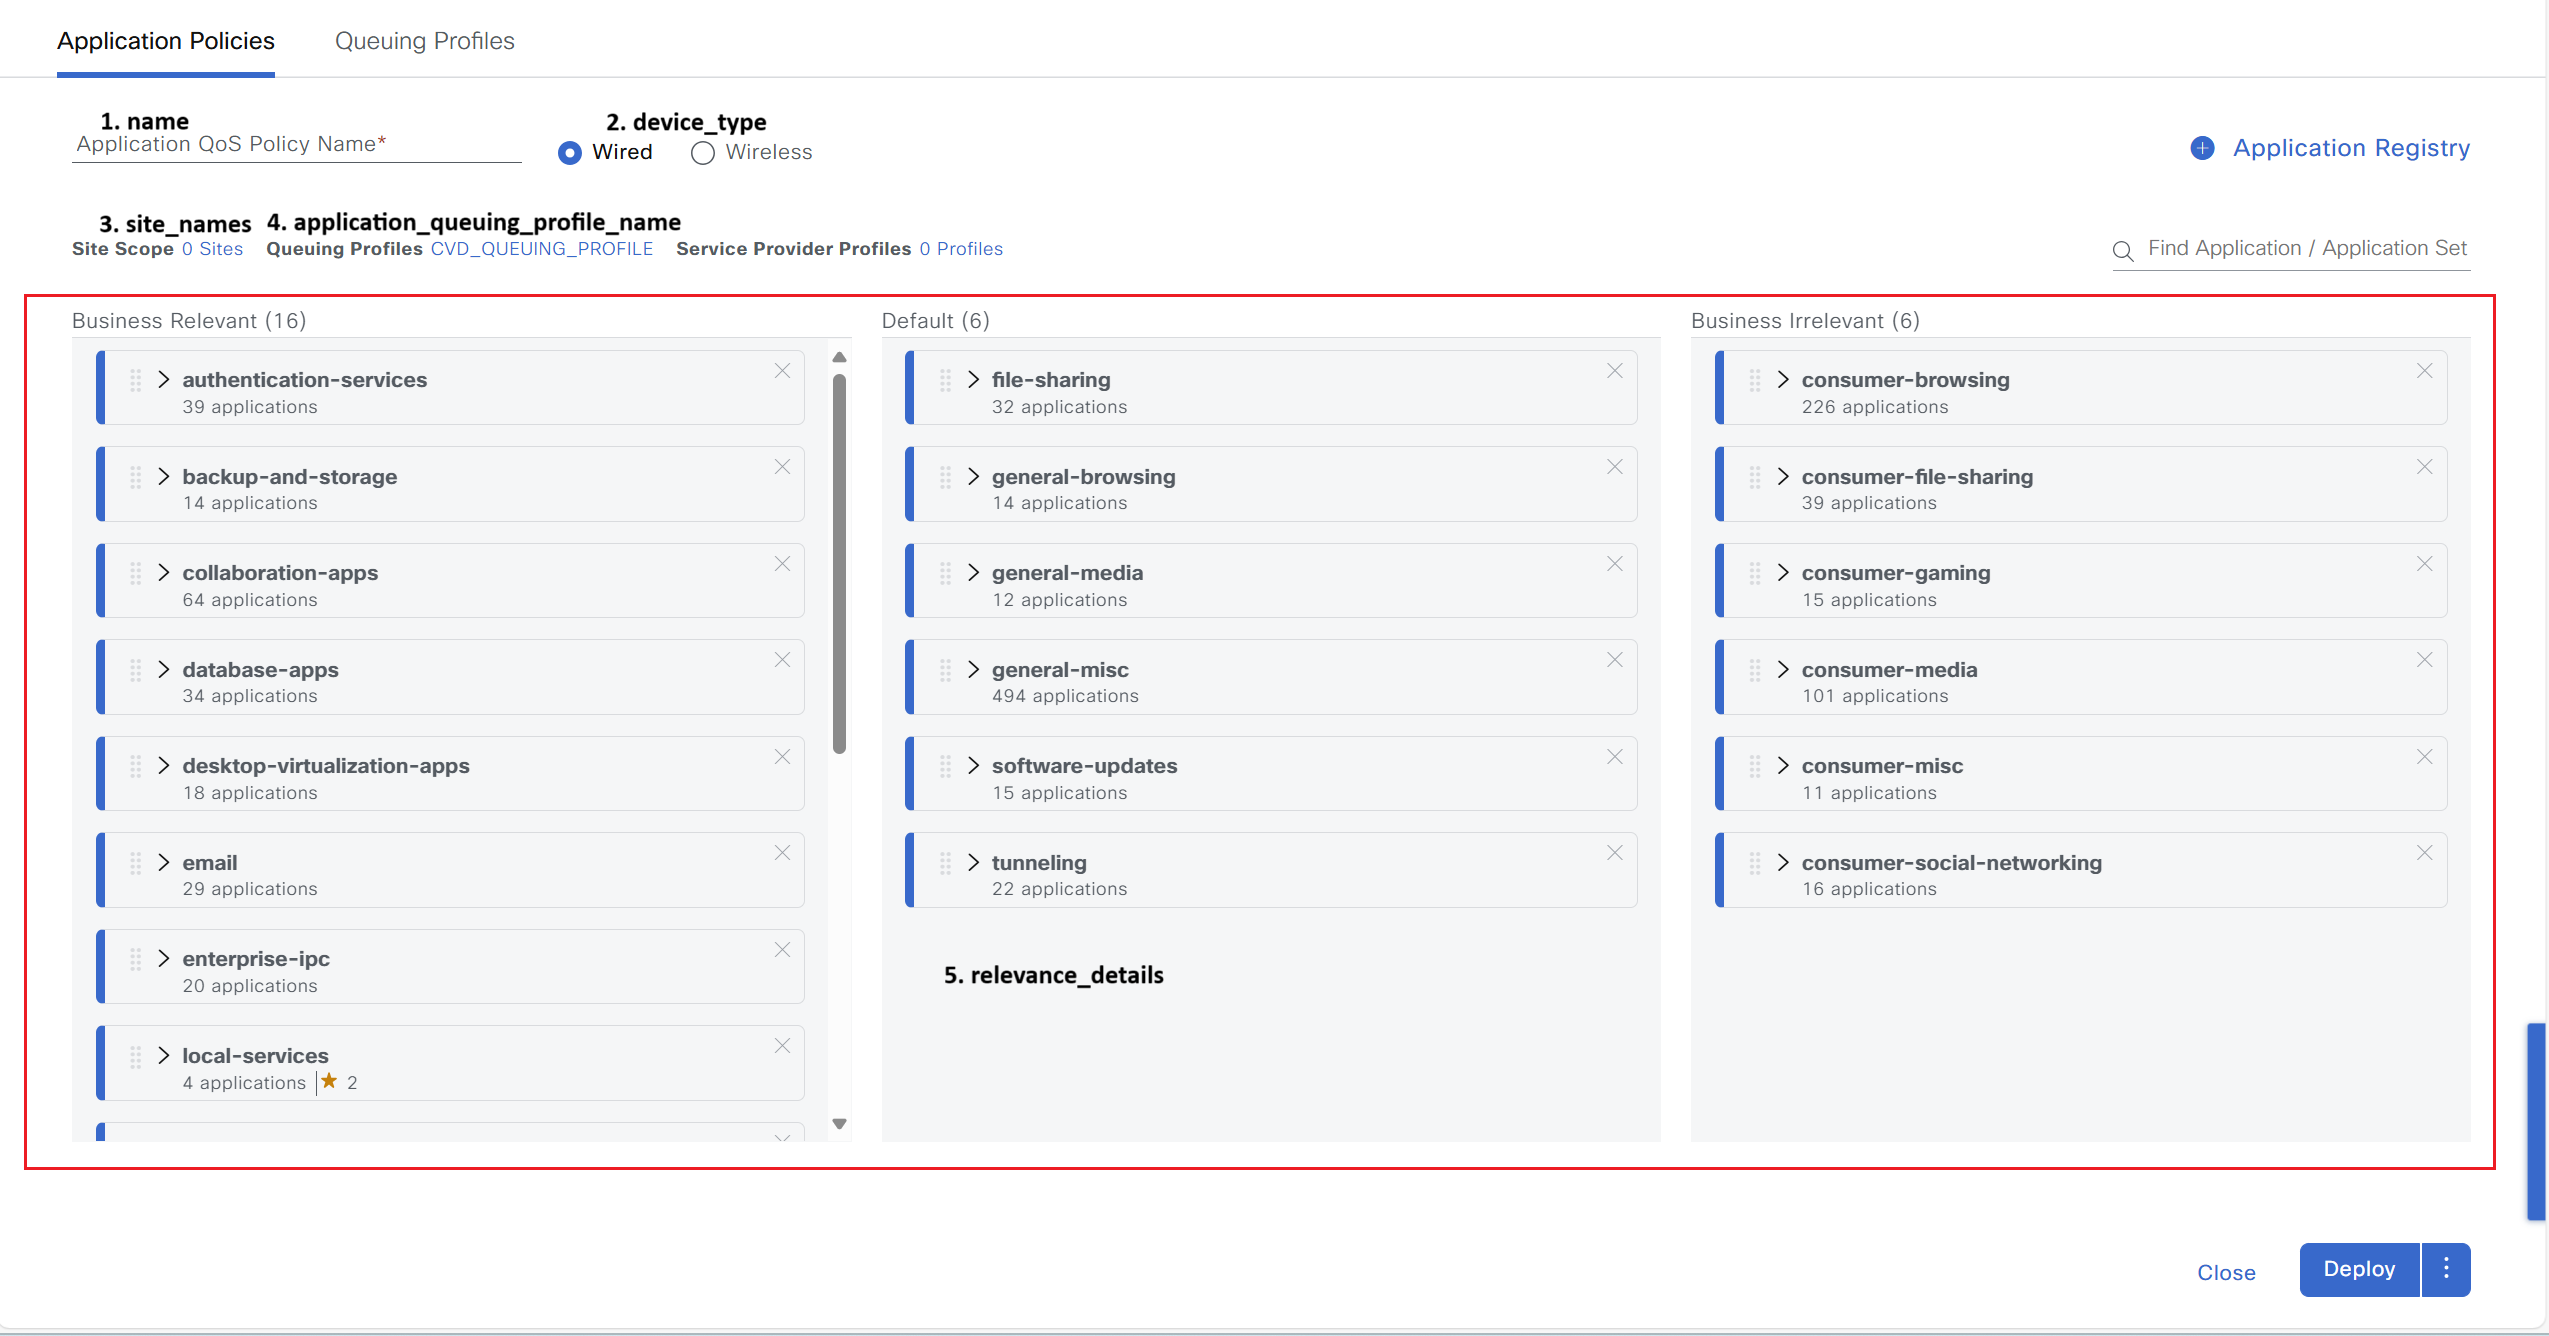 Application Policies
Queuing Profiles
1. name
Application QoS Policy Name*
2. device_type
Wired
Wireless
Application Registry
3. site_names
4. application_queuing_profile_name
Site Scope 0 Sites
Queuing Profiles CVD_QUEUING_PROFILE
Service Provider Profiles 0 Profiles
Find Application / Application Set
Business Relevant (16)
authentication-services
39 applications
backup-and-storage
14 applications
collaboration-apps
64 applications
database-apps
34 applications
desktop-virtualization-apps
18 applications
email
29 applications
enterprise-ipc
20 applications
local-services
4 applications
2
Default (6)
file-sharing
32 applications
general-browsing
14 applications
general-media
12 applications
general-misc
494 applications
software-updates
15 applications
tunneling
22 applications
5. relevance_details
Business Irrelevant (6)
consumer-browsing
226 applications
consumer-file-sharing
39 applications
consumer-gaming
15 applications
consumer-media
101 applications
consumer-misc
11 applications
consumer-social-networking
16 applications
Close
Deploy